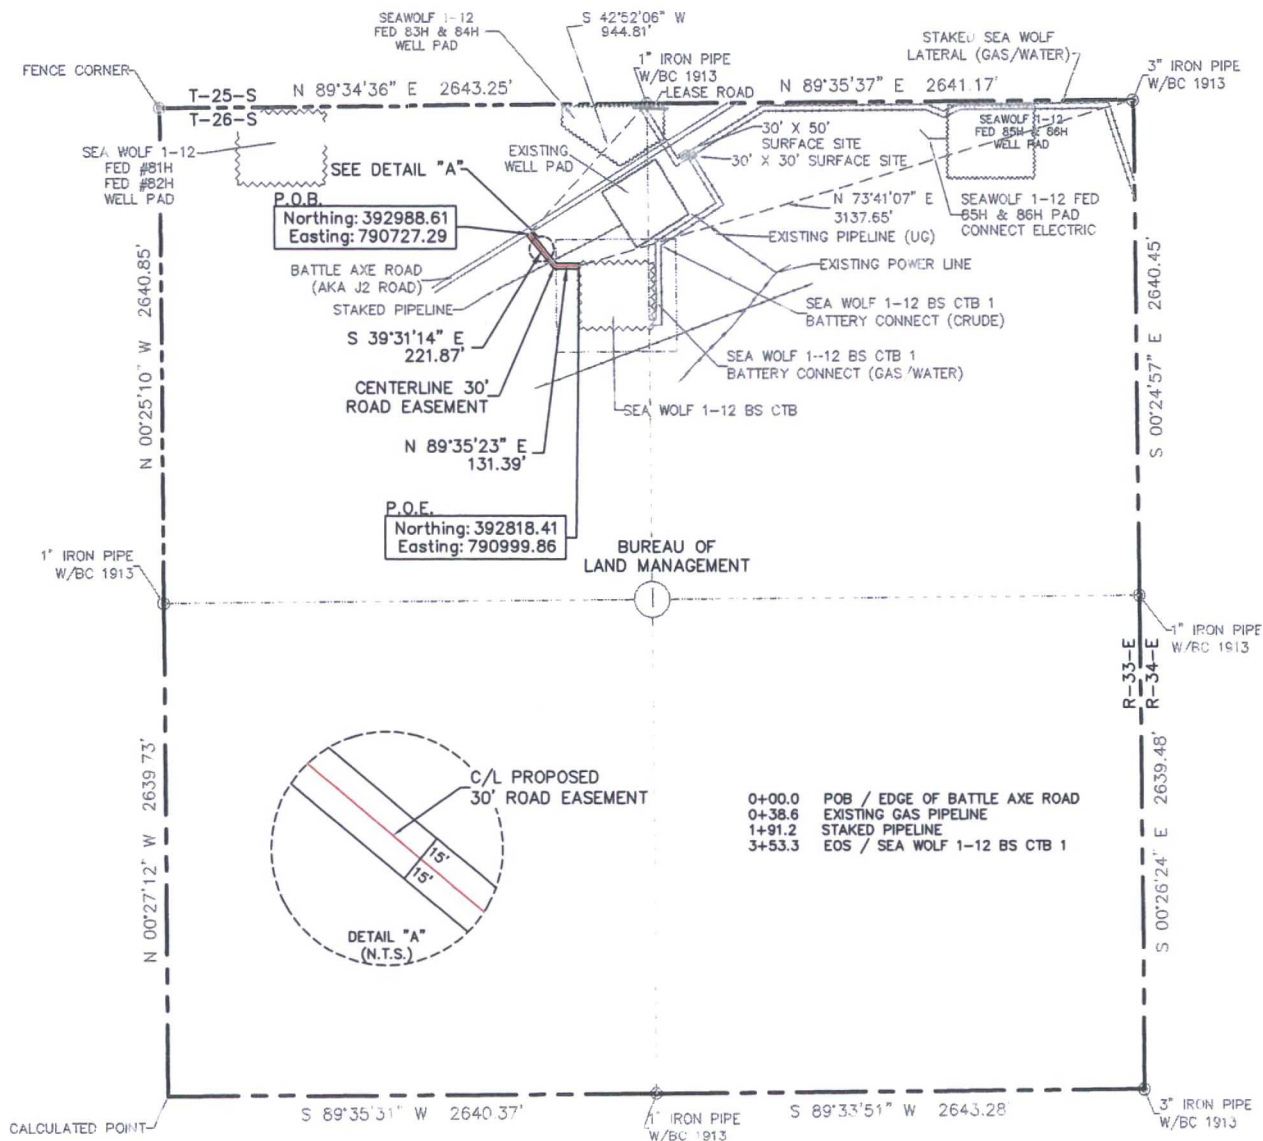 SEAWOLF 1-12
FED 83H & 84H
WELL PAD
S 42°52'06" W
944.81'
1" IRON PIPE
W/BC 1913
LEASE ROAD
STAKED SEA WOLF
LATERAL (GAS/WATER)
3" IRON PIPE
W/BC 1913
FENCE CORNER
N 89°34'36" E 2643.25'
N 89°35'37" E 2641.17'
T-25-S
T-26-S
SEA WOLF 1-12
FED #81H
FED #82H
WELL PAD
SEE DETAIL "A"
EXISTING
WELL PAD
30' X 50'
SURFACE SITE
30' X 30' SURFACE SITE
SEAWOLF 1-12
FED 85H & 86H
WELL PAD
P.O.B.
Northing: 392988.61
Easting: 790727.29
N 73°41'07" E
3137.65'
SEAWOLF 1-12 FED
85H & 86H PAD
CONNECT ELECTRIC
EXISTING PIPELINE (UG)
EXISTING POWER LINE
BATTLE AXE ROAD
(AKA J2 ROAD)
STAKED PIPELINE
SEA WOLF 1-12 BS CTB 1
BATTERY CONNECT (CRUDE)
S 39°31'14" E
221.87'
SEA WOLF 1-12 BS CTB 1
BATTERY CONNECT (GAS/WATER)
CENTERLINE 30'
ROAD EASEMENT
SEA WOLF 1-12 BS CTB
N 89°35'23" E
131.39'
N 00°25'10" W 2640.85'
S 00°24'57" E 2640.45'
P.O.E.
Northing: 392818.41
Easting: 790999.86
1" IRON PIPE
W/BC 1913
BUREAU OF
LAND MANAGEMENT
1
1" IRON PIPE
W/BC 1913
R-33-E
R-34-E
N 00°27'12" W 2639.73'
S 00°26'24" E 2639.48'
C/L PROPOSED
30' ROAD EASEMENT
15'
15'
DETAIL "A"
(N.T.S.)
0+00.0 POB / EDGE OF BATTLE AXE ROAD
0+38.6 EXISTING GAS PIPELINE
1+91.2 STAKED PIPELINE
3+53.3 EOS / SEA WOLF 1-12 BS CTB 1
CALCULATED POINT
S 89°35'31" W 2640.37'
1" IRON PIPE
W/BC 1913
S 89°33'51" W 2643.28'
3" IRON PIPE
W/BC 1913